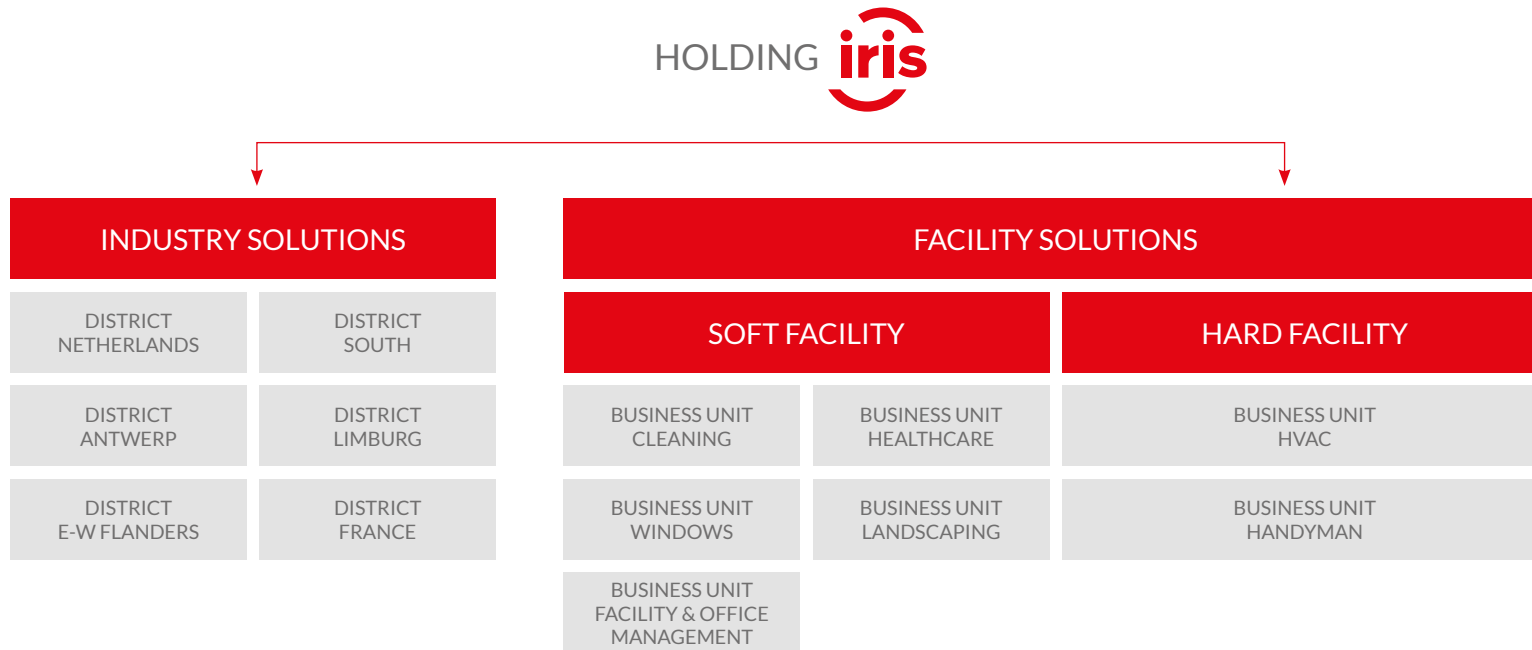 HOLDING iris
INDUSTRY SOLUTIONS
DISTRICT
NETHERLANDS
DISTRICT
SOUTH
DISTRICT
ANTWERP
DISTRICT
LIMBURG
DISTRICT
E-W FLANDERS
DISTRICT
FRANCE
FACILITY SOLUTIONS
SOFT FACILITY
BUSINESS UNIT
CLEANING
BUSINESS UNIT
HEALTHCARE
BUSINESS UNIT
WINDOWS
BUSINESS UNIT
LANDSCAPING
BUSINESS UNIT
FACILITY & OFFICE
MANAGEMENT
HARD FACILITY
BUSINESS UNIT
HVAC
BUSINESS UNIT
HANDYMAN